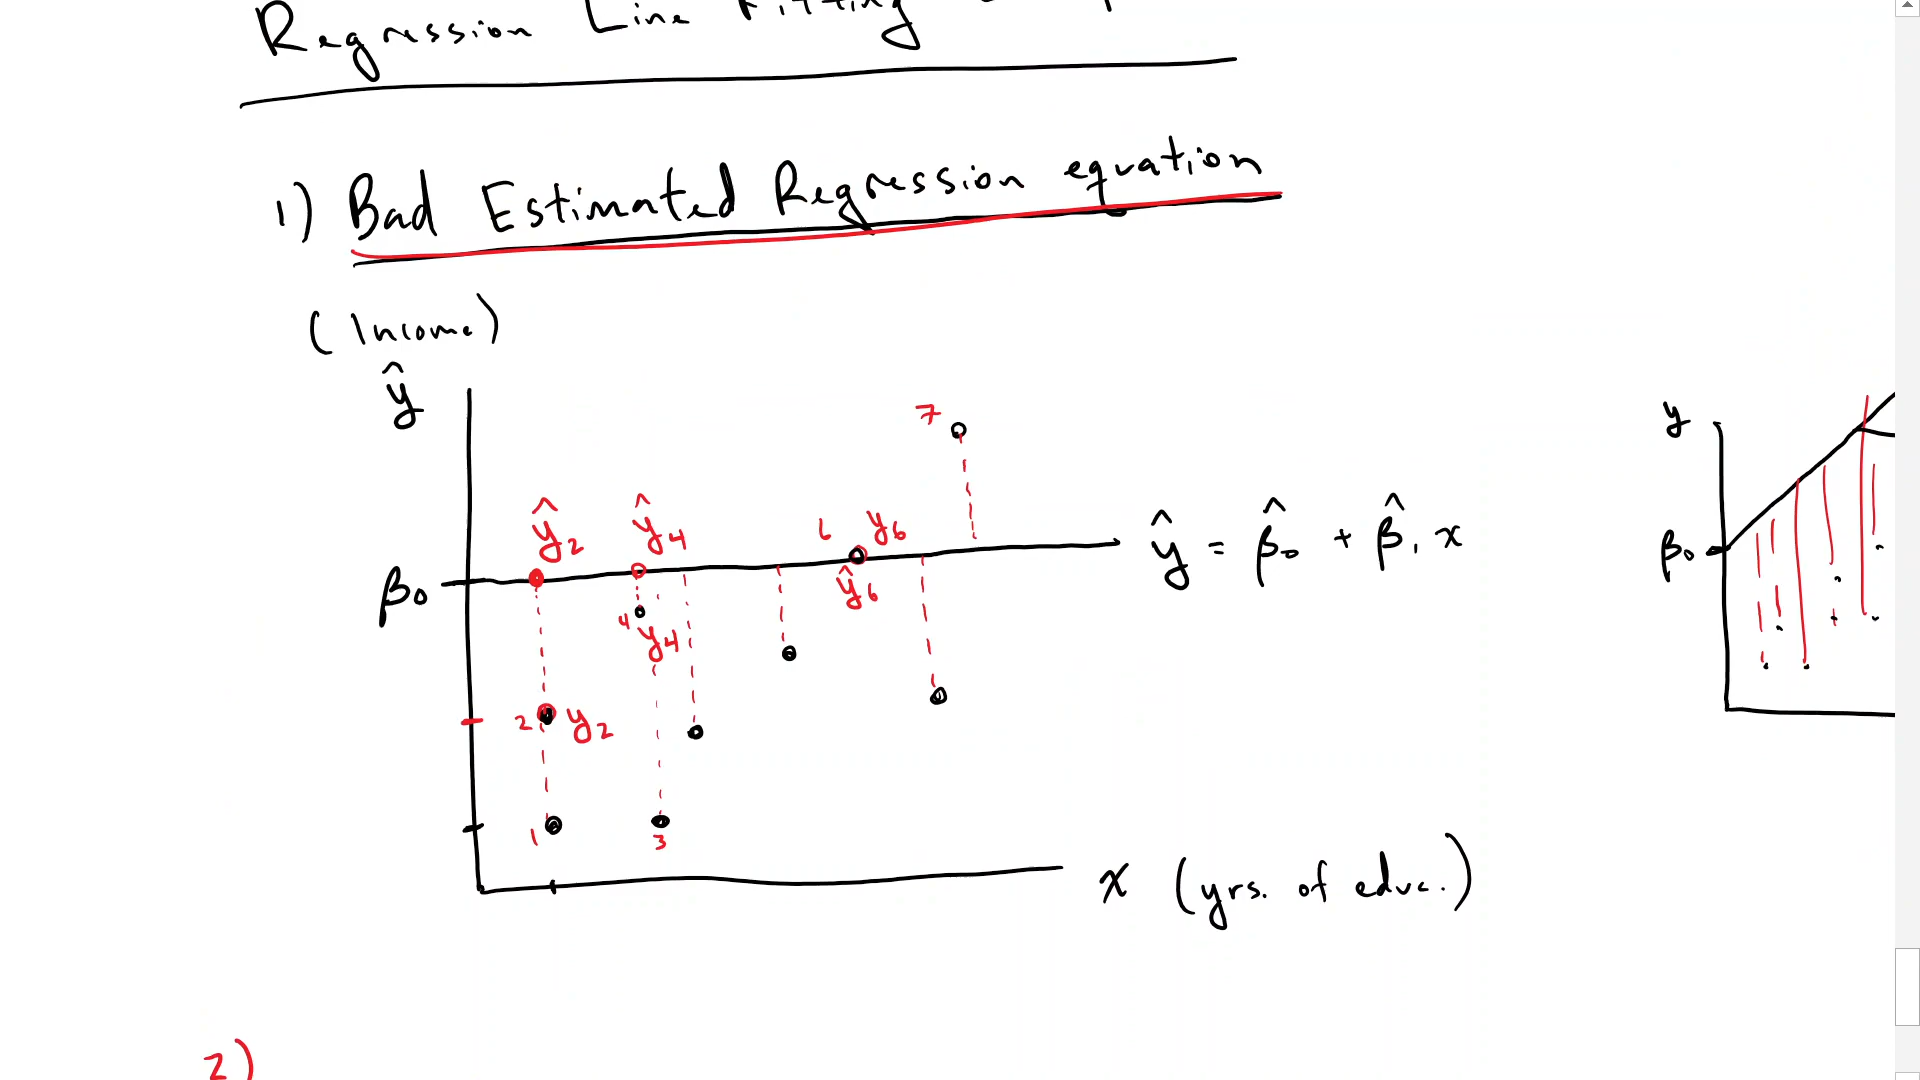 Regression Line Fitting
1) Bad Estimated Regression equation
(Income)
ŷ
7
ŷ₂ ŷ₄ 6 y₆
β₀
ŷ₆
ŷ = β̂₀ + β̂₁ x
4 y₄
2 y₂
1 3
x (yrs. of educ.)
y
β₀
2)